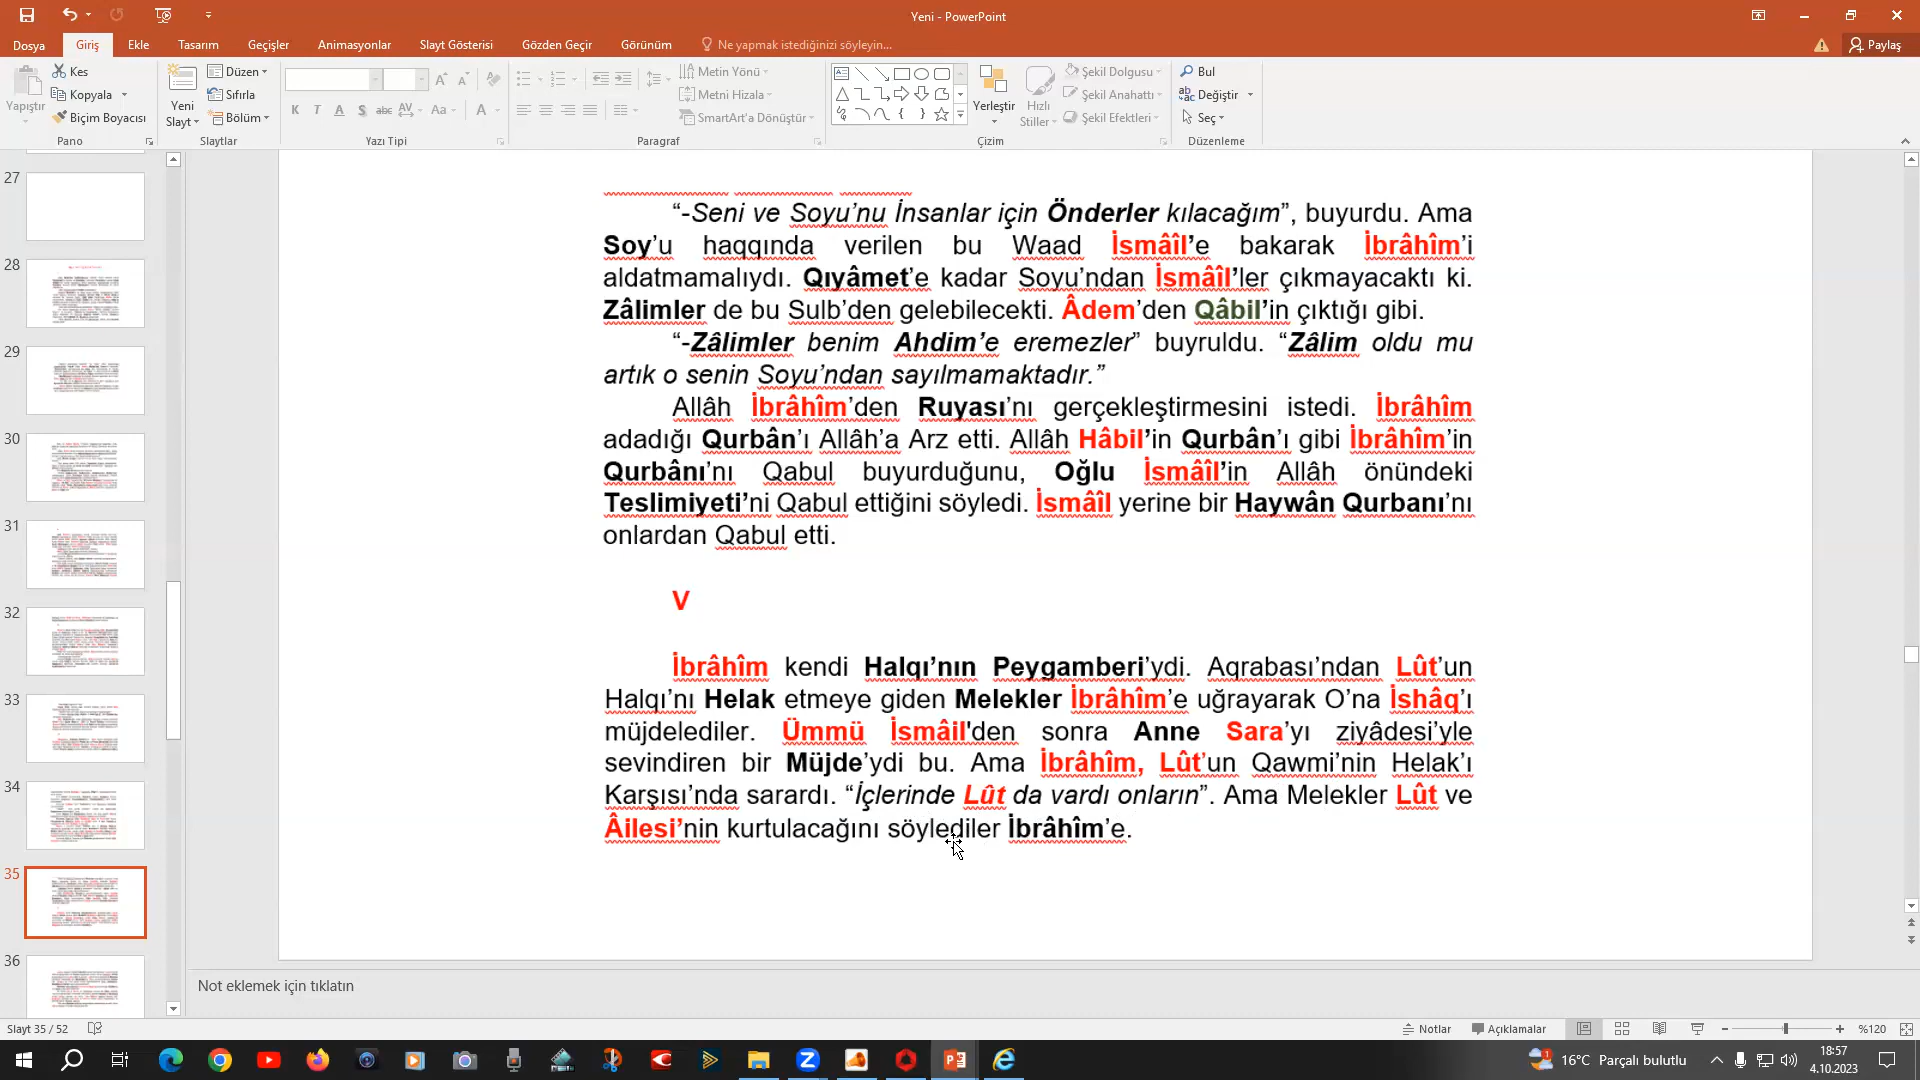 Yeni - PowerPoint
Dosya Giriş Ekle Tasarım Geçişler Animasyonlar Slayt Gösterisi Gözden Geçir Görünüm Ne yapmak istediğinizi söyleyin... Paylaş
Yapıştır
Kes
Kopyala
Biçim Boyacısı
Pano
Yeni
Slayt
Düzen
Sıfırla
Bölüm
Slaytlar
K T A S abc AV Aa A
Yazı Tipi
Metin Yönü
Metni Hizala
SmartArt'a Dönüştür
Paragraf
Yerleştir
Hızlı
Stiller
Şekil Dolgusu
Şekil Anahattı
Şekil Efektleri
Çizim
Bul
Değiştir
Seç
Düzenleme
27
28
29
30
31
32
33
34
35
36
“-Seni ve Soyu’nu İnsanlar için Önderler kılacağım”, buyurdu. Ama
Soy’u haqqında verilen bu Waad İsmâîl’e bakarak İbrâhîm’i
aldatmamalıydı. Qıyâmet’e kadar Soyu’ndan İsmâîl’ler çıkmayacaktı ki.
Zâlimler de bu Sulb’den gelebilecekti. Âdem’den Qâbil’in çıktığı gibi.
“-Zâlimler benim Ahdim’e eremezler” buyruldu. “Zâlim oldu mu
artık o senin Soyu’ndan sayılmamaktadır.”
Allâh İbrâhîm’den Ruyası’nı gerçekleştirmesini istedi. İbrâhîm
adadığı Qurbân’ı Allâh’a Arz etti. Allâh Hâbil’in Qurbân’ı gibi İbrâhîm’in
Qurbânı’nı Qabul buyurduğunu, Oğlu İsmâîl’in Allâh önündeki
Teslimiyeti’ni Qabul ettiğini söyledi. İsmâîl yerine bir Haywân Qurbanı’nı
onlardan Qabul etti.
V
İbrâhîm kendi Halqı’nın Peygamberi’ydi. Aqrabası’ndan Lût’un
Halqı’nı Helak etmeye giden Melekler İbrâhîm’e uğrayarak O’na İshâq’ı
müjdelediler. Ümmü İsmâil'den sonra Anne Sara’yı ziyâdesi’yle
sevindiren bir Müjde’ydi bu. Ama İbrâhîm, Lût’un Qawmi’nin Helak’ı
Karşısı’nda sarardı. “İçlerinde Lût da vardı onların”. Ama Melekler Lût ve
Âilesi’nin kurtulacağını söylediler İbrâhîm’e.
Not eklemek için tıklatın
Slayt 35 / 52 Notlar Açıklamalar %120
16°C Parçalı bulutlu 18:57
4.10.2023